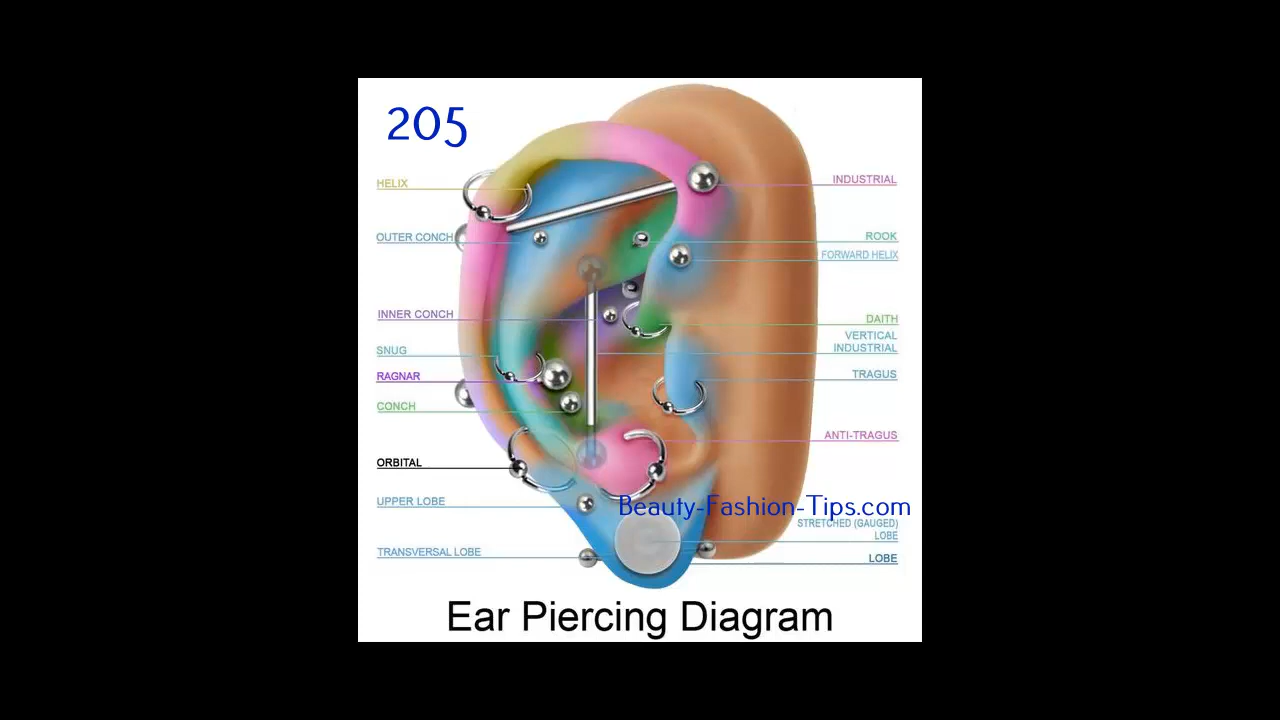 205
HELIX
OUTER CONCH
INNER CONCH
SNUG
RAGNAR
CONCH
ORBITAL
UPPER LOBE
TRANSVERSAL LOBE
INDUSTRIAL
ROOK
FORWARD HELIX
DAITH
VERTICAL
INDUSTRIAL
TRAGUS
ANTI-TRAGUS
Beauty-Fashion-Tips.com
STRETCHED (GAUGED)
LOBE
LOBE
Ear Piercing Diagram